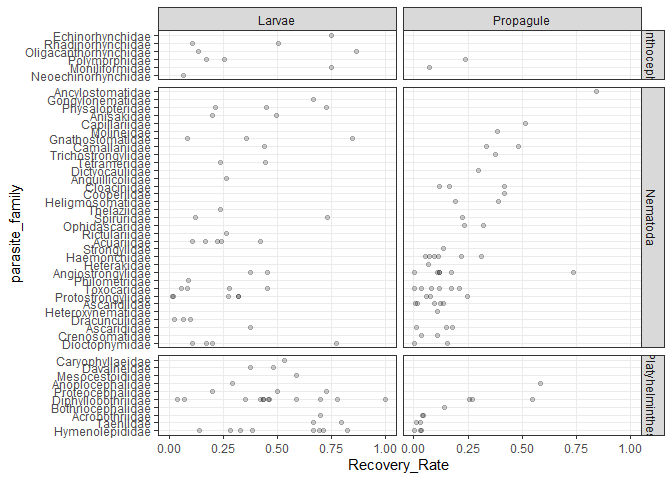 Larvae
Propagule
Echinorhynchidae
Rhadinorhynchidae
Oligacanthorhynchidae
Polymorphidae
Moniliformidae
Neoechinorhynchidae
Ancylostomatidae
Gongylonematidae
Physalopteridae
Anisakidae
Capillariidae
Molineidae
Gnathostomatidae
Camallanidae
Trichostrongylidae
Tetrameridae
Dictyocaulidae
Anguillicolidae
Cloacinidae
Cooperiidae
Heligmosomatidae
Thelaziidae
Spiruridae
Ophidascaridae
Rictulariidae
Acuariidae
Strongylidae
Haemonchidae
Heterakidae
Angiostrongylidae
Philometridae
Toxocaridae
Protostrongylidae
Ascaridiidae
Heteroxynematidae
Dracunculidae
Ascarididae
Crenosomatidae
Dioctophymidae
Nematoda
Caryophyllaeidae
Davaineidae
Mesocestoididae
Anoplocephalidae
Proteocephalidae
Diphyllobothriidae
Bothriocephalidae
Acrobothriidae
Taeniidae
Hymenolepididae
Platyhelminthes
parasite_family
0.00
0.25
0.50
0.75
1.00
0.00
0.25
0.50
0.75
1.00
Recovery_Rate